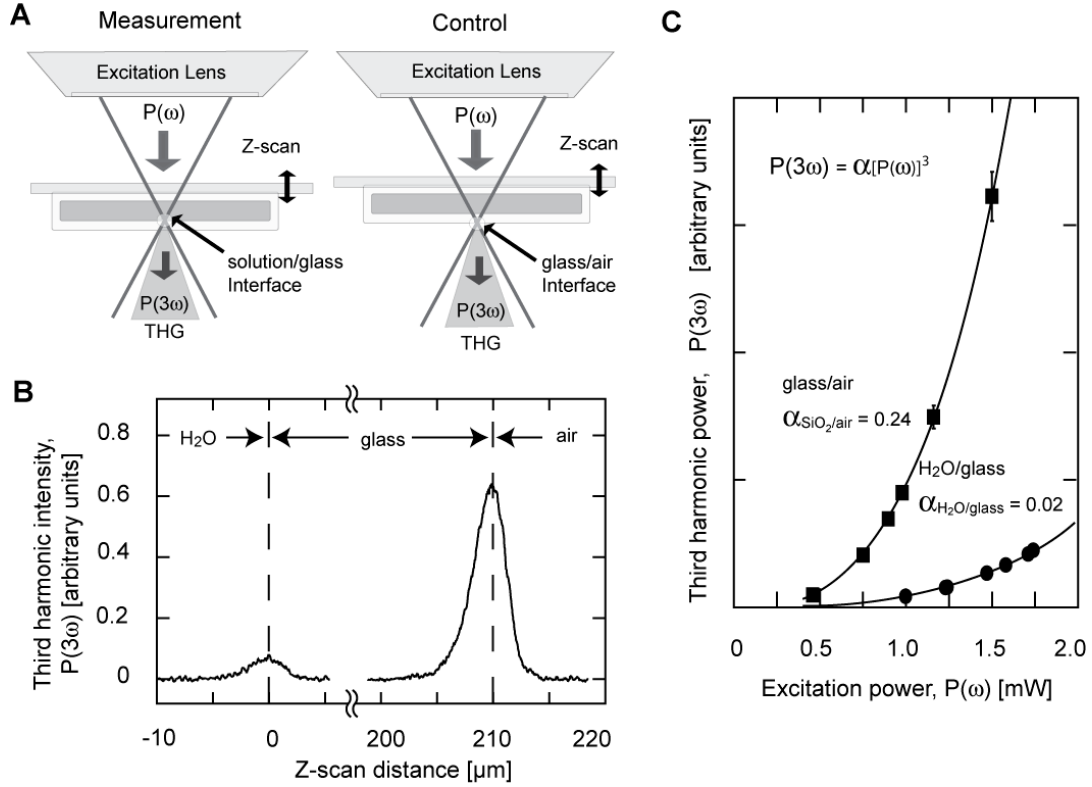 A
Measurement
Control
Excitation Lens
Excitation Lens
P(ω)
P(ω)
Z-scan
Z-scan
solution/glass
Interface
glass/air
Interface
P(3ω)
P(3ω)
THG
THG
B
Third harmonic intensity,
P(3ω) [arbitrary units]
0.8
0.6
0.4
0.2
0
H₂O
glass
air
-10
0
200
210
220
Z-scan distance [μm]
C
Third harmonic power, P(3ω) [arbitrary units]
P(3ω) = α[P(ω)]³
glass/air
α_SiO₂/air = 0.24
H₂O/glass
α_H₂O/glass = 0.02
0
0.5
1.0
1.5
2.0
Excitation power, P(ω) [mW]